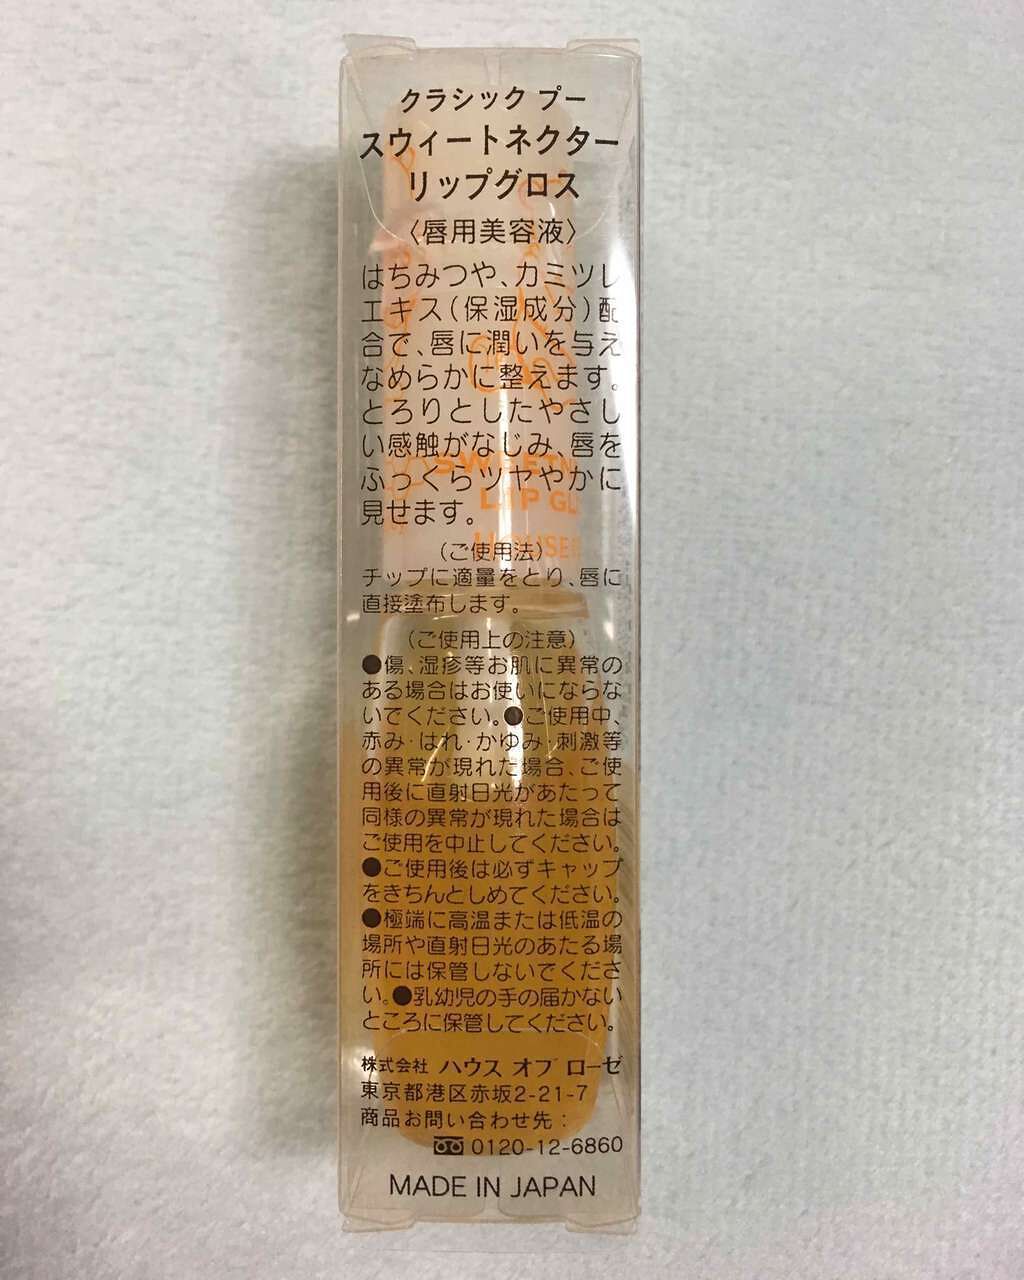 クラシック プー
スウィートネクター
リップグロス
〈唇用美容液〉
はちみつや、カミツレ
エキス(保湿成分)配
合で、唇に潤いを与え
なめらかに整えます。
とろりとしたやさし
い感触がなじみ、唇を
ふっくらツヤやかに
見せます。
SWEETN
LIP GL
HOUSE
(ご使用法)
チップに適量をとり、唇に
直接塗布します。
(ご使用上の注意)
●傷、湿疹等お肌に異常の
ある場合はお使いにならな
いでください。●ご使用中、
赤み・はれ・かゆみ・刺激等
の異常が現れた場合、ご使
用後に直射日光があたって
同様の異常が現れた場合は
ご使用を中止してください。
●ご使用後は必ずキャップ
をきちんとしめてください。
●極端に高温または低温の
場所や直射日光のあたる場
所には保管しないでくださ
い。●乳幼児の手の届かない
ところに保管してください。
株式会社 ハウス オブ ローゼ
東京都港区赤坂2-21-7
商品お問い合わせ先：
0120-12-6860
MADE IN JAPAN